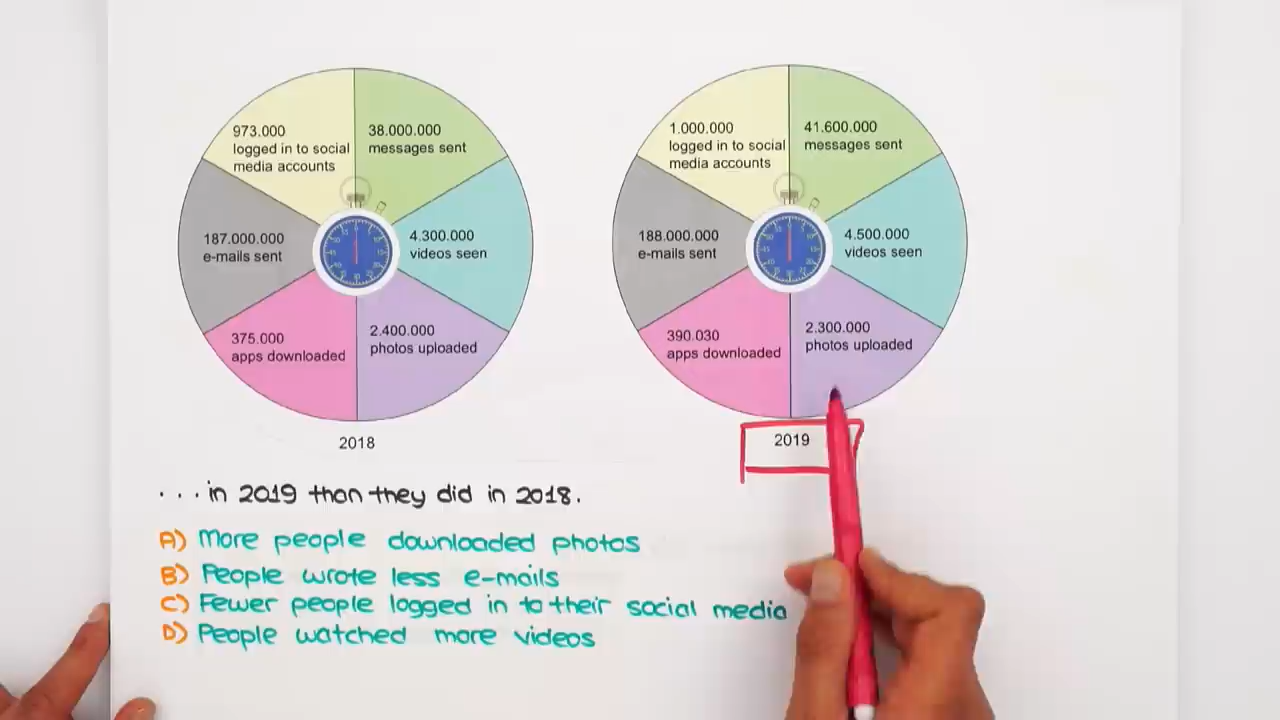 973.000
logged in to social
media accounts
38.000.000
messages sent
187.000.000
e-mails sent
4.300.000
videos seen
375.000
apps downloaded
2.400.000
photos uploaded
2018
1.000.000
logged in to social
media accounts
41.600.000
messages sent
188.000.000
e-mails sent
4.500.000
videos seen
390.030
apps downloaded
2.300.000
photos uploaded
2019
...in 2019 than they did in 2018.
A) More people downloaded photos
B) People wrote less e-mails
C) Fewer people logged in to their social media
D) People watched more videos